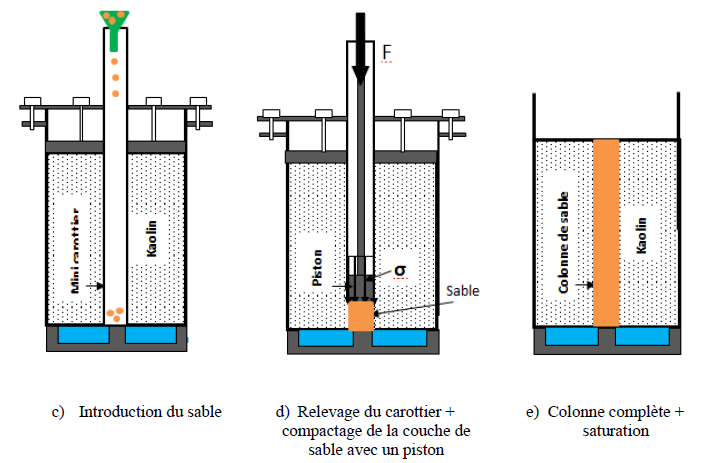 Mini carottier
Kaolin
F
Piston
σ
Sable
Colonne de sable
Kaolin
c) Introduction du sable
d) Relevage du carottier +
compactage de la couche de
sable avec un piston
e) Colonne complète +
saturation